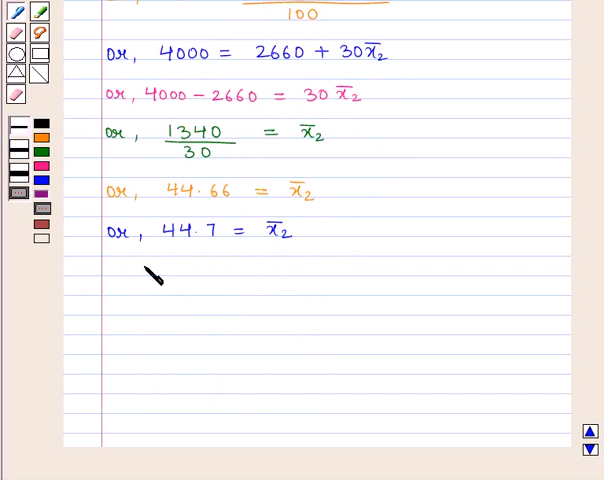 100
or, 4000 = 2660 + 30x̄₂
or, 4000 - 2660 = 30 x̄₂
or, 1340/30 = x̄₂
or, 44.66 = x̄₂
or, 44.7 = x̄₂